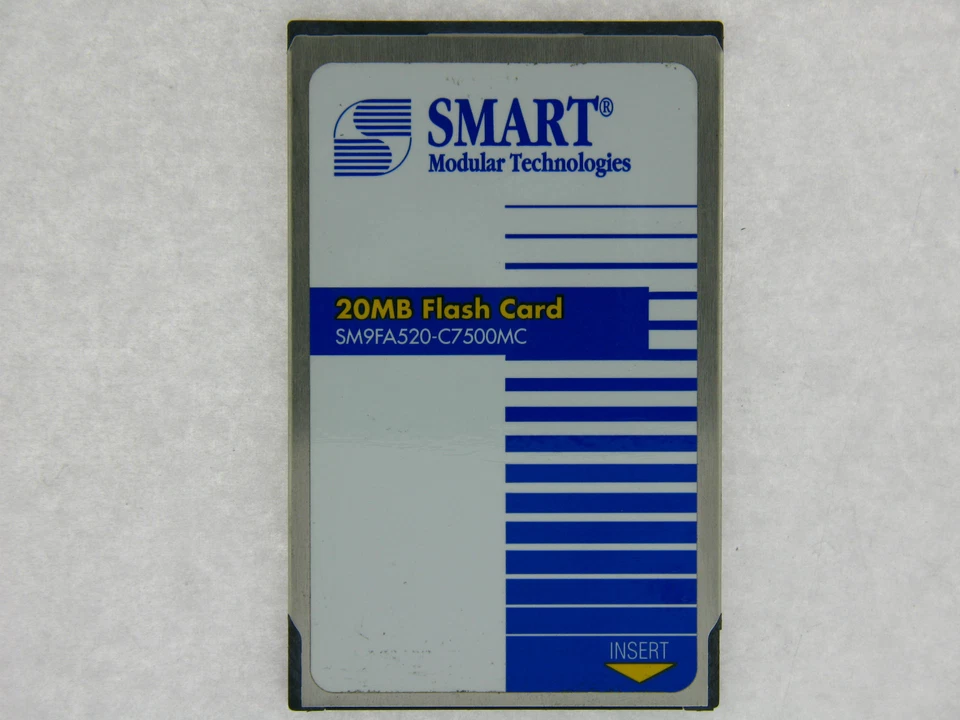 SMART®
Modular Technologies
20MB Flash Card
SM9FA520-C7500MC
INSERT